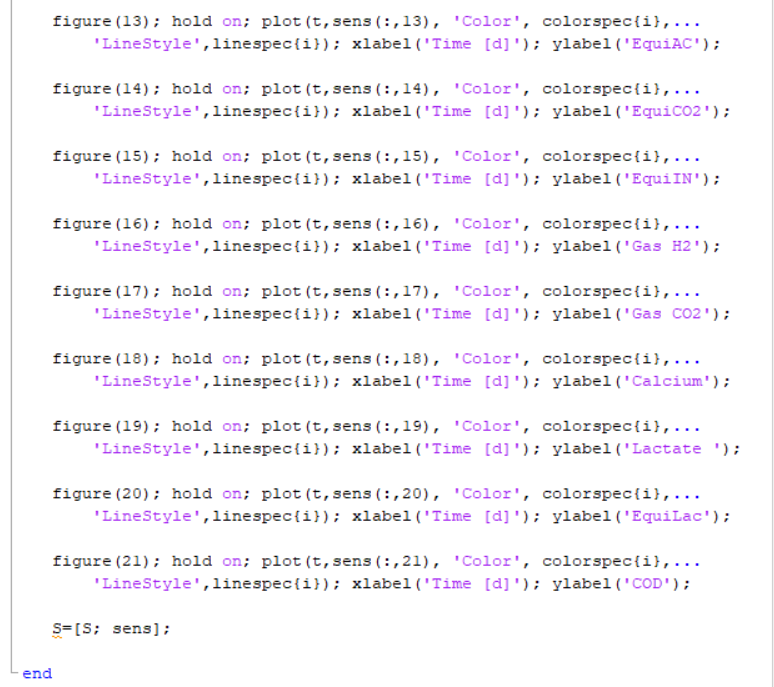 figure(13); hold on; plot(t,sens(:,13), 'Color', colorspec{i},...
'LineStyle',linespec{i}); xlabel('Time [d]'); ylabel('EquiAC');
figure(14); hold on; plot(t,sens(:,14), 'Color', colorspec{i},...
'LineStyle',linespec{i}); xlabel('Time [d]'); ylabel('EquiCO2');
figure(15); hold on; plot(t,sens(:,15), 'Color', colorspec{i},...
'LineStyle',linespec{i}); xlabel('Time [d]'); ylabel('EquiIN');
figure(16); hold on; plot(t,sens(:,16), 'Color', colorspec{i},...
'LineStyle',linespec{i}); xlabel('Time [d]'); ylabel('Gas H2');
figure(17); hold on; plot(t,sens(:,17), 'Color', colorspec{i},...
'LineStyle',linespec{i}); xlabel('Time [d]'); ylabel('Gas CO2');
figure(18); hold on; plot(t,sens(:,18), 'Color', colorspec{i},...
'LineStyle',linespec{i}); xlabel('Time [d]'); ylabel('Calcium');
figure(19); hold on; plot(t,sens(:,19), 'Color', colorspec{i},...
'LineStyle',linespec{i}); xlabel('Time [d]'); ylabel('Lactate ');
figure(20); hold on; plot(t,sens(:,20), 'Color', colorspec{i},...
'LineStyle',linespec{i}); xlabel('Time [d]'); ylabel('EquiLac');
figure(21); hold on; plot(t,sens(:,21), 'Color', colorspec{i},...
'LineStyle',linespec{i}); xlabel('Time [d]'); ylabel('COD');
S=[S; sens];
end